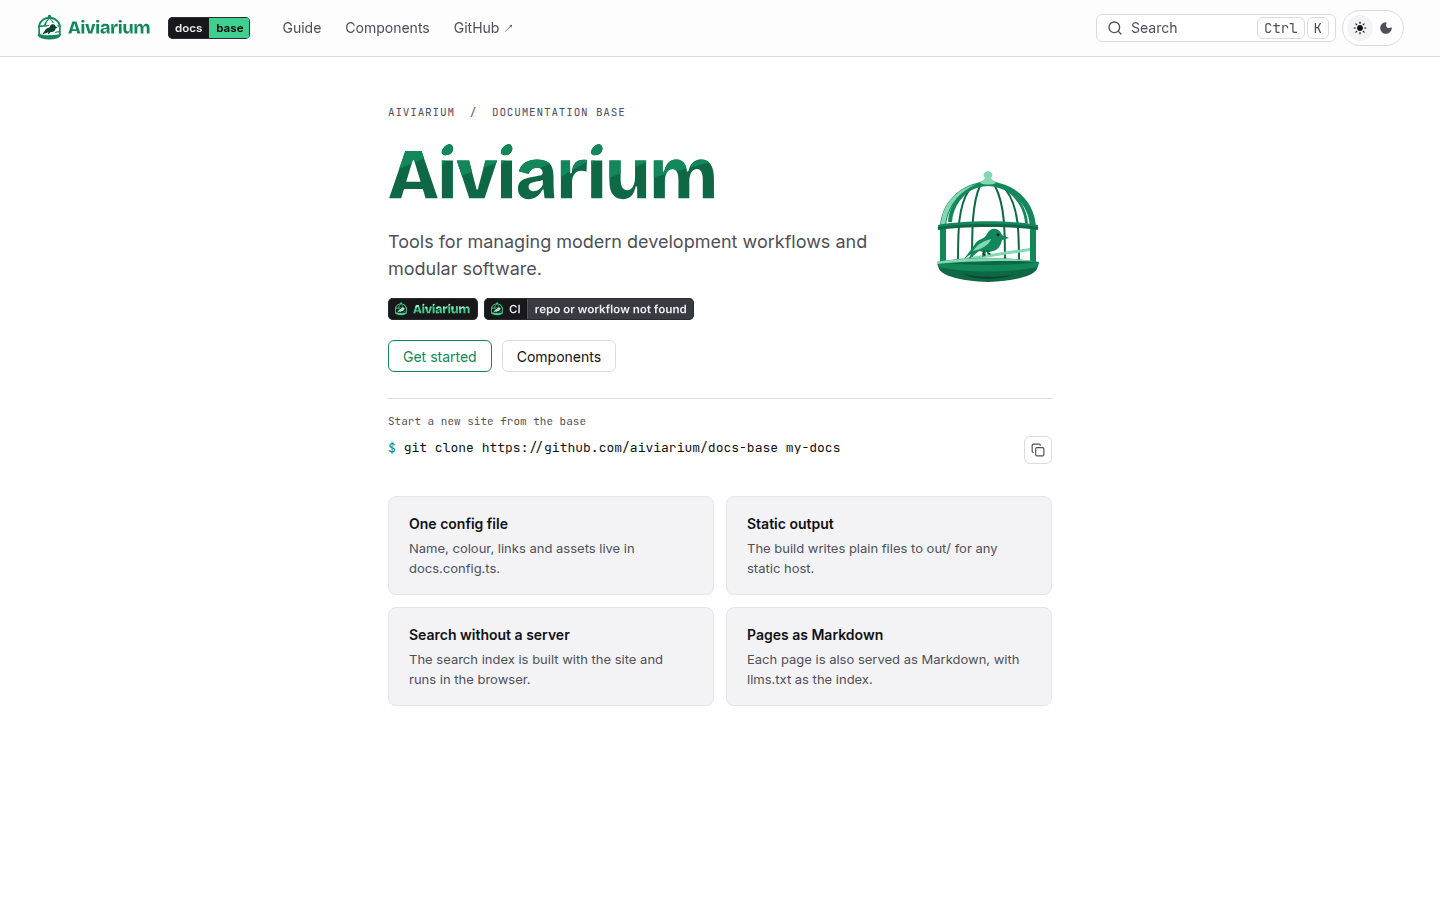 Aiviarium docs base Guide Components GitHub ↗ Search Ctrl K
AIVIARIUM / DOCUMENTATION BASE
Aiviarium
Tools for managing modern development workflows and
modular software.
Aiviarium CI repo or workflow not found
Get started Components
Start a new site from the base
$ git clone https://github.com/aiviarium/docs-base my-docs
One config file
Name, colour, links and assets live in
docs.config.ts.
Static output
The build writes plain files to out/ for any
static host.
Search without a server
The search index is built with the site and
runs in the browser.
Pages as Markdown
Each page is also served as Markdown, with
llms.txt as the index.